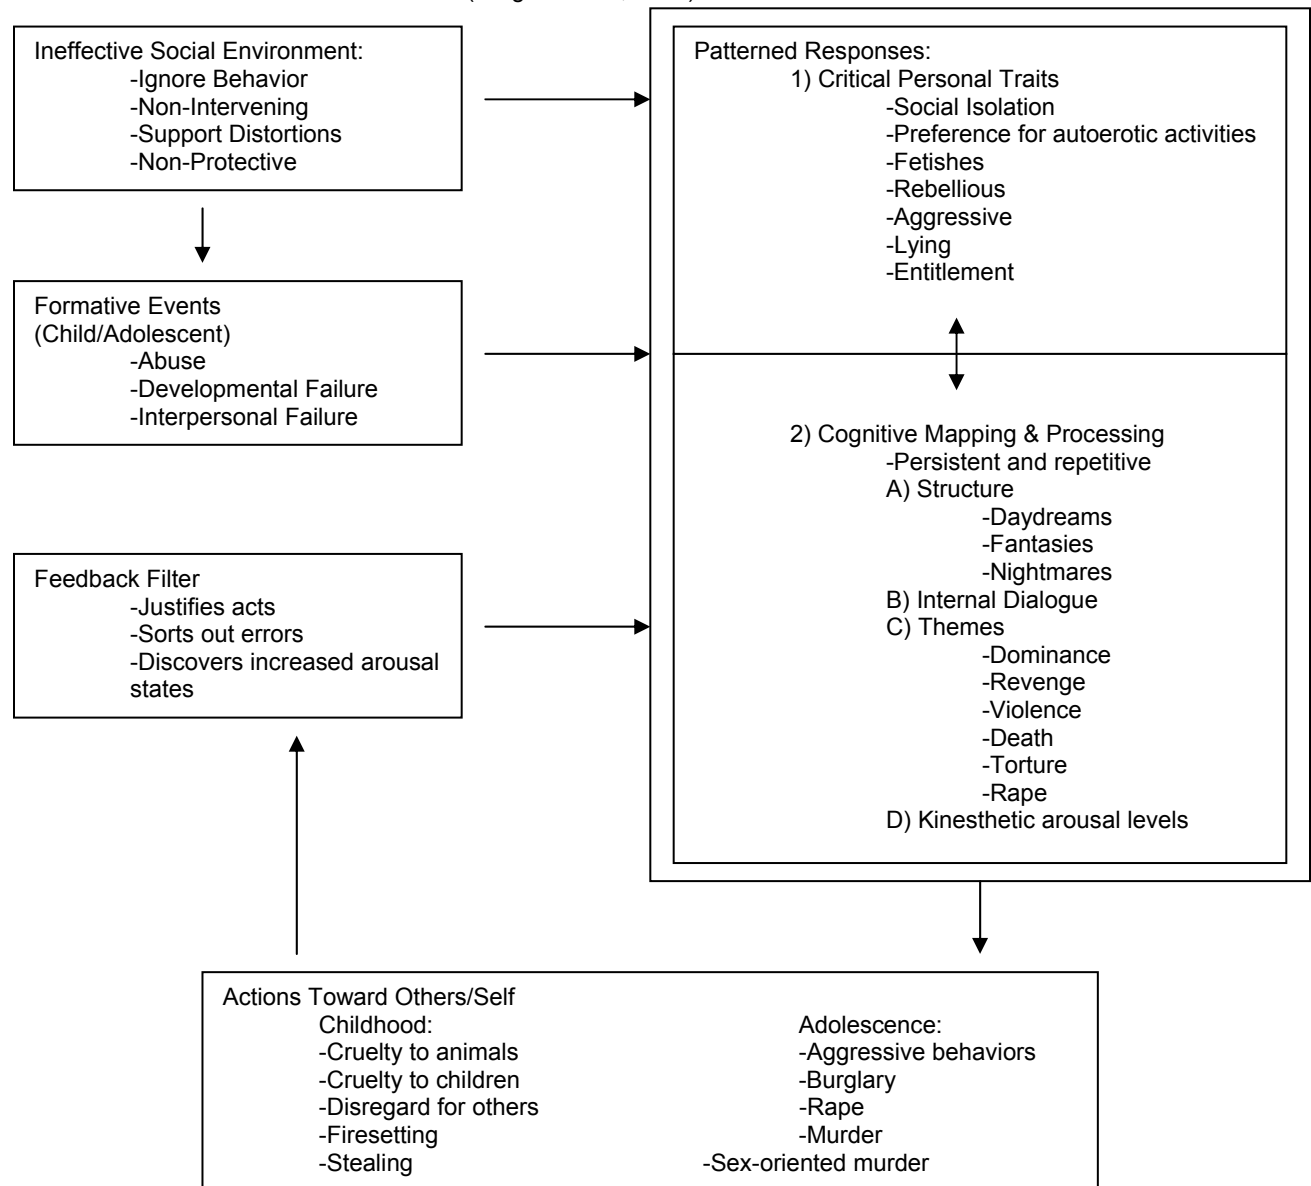 Ineffective Social Environment:
-Ignore Behavior
-Non-Intervening
-Support Distortions
-Non-Protective
Formative Events
(Child/Adolescent)
-Abuse
-Developmental Failure
-Interpersonal Failure
Feedback Filter
-Justifies acts
-Sorts out errors
-Discovers increased arousal
states
Patterned Responses:
1) Critical Personal Traits
-Social Isolation
-Preference for autoerotic activities
-Fetishes
-Rebellious
-Aggressive
-Lying
-Entitlement
2) Cognitive Mapping & Processing
-Persistent and repetitive
A) Structure
-Daydreams
-Fantasies
-Nightmares
B) Internal Dialogue
C) Themes
-Dominance
-Revenge
-Violence
-Death
-Torture
-Rape
D) Kinesthetic arousal levels
Actions Toward Others/Self
Childhood:
-Cruelty to animals
-Cruelty to children
-Disregard for others
-Firesetting
-Stealing
Adolescence:
-Aggressive behaviors
-Burglary
-Rape
-Murder
-Sex-oriented murder